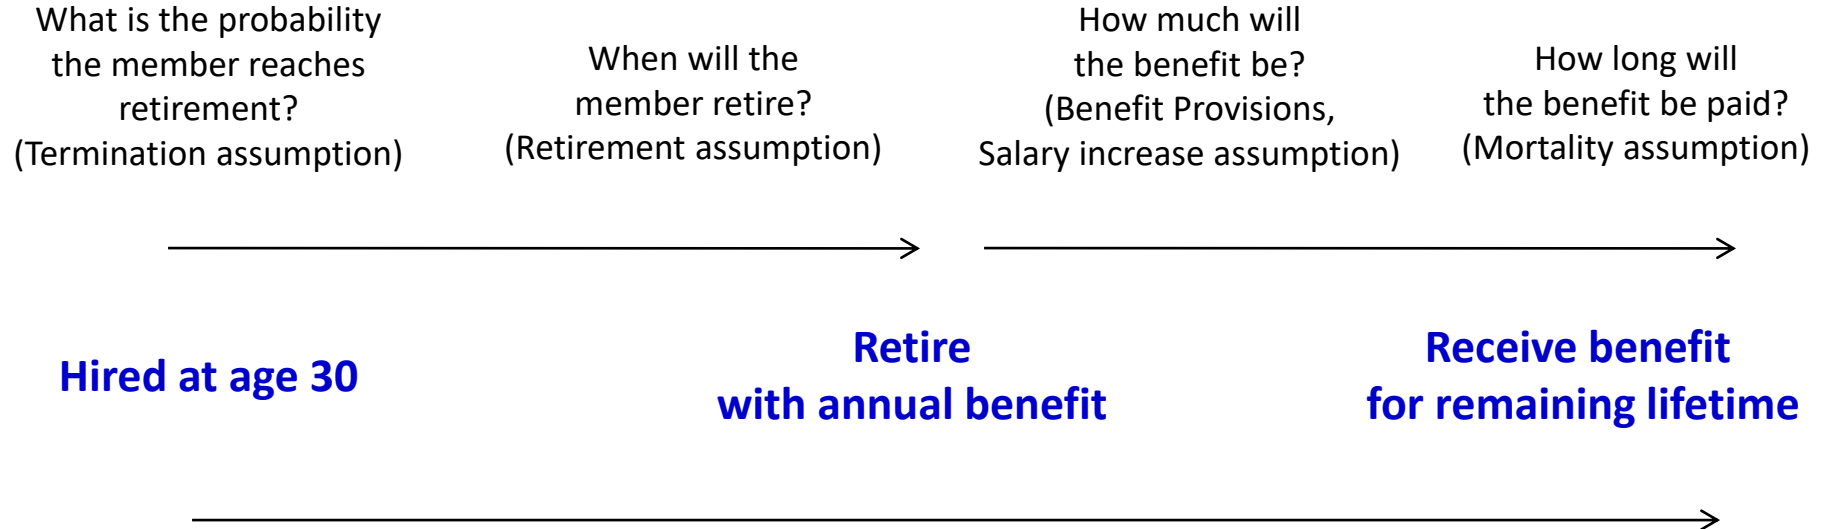 What is the probability
the member reaches
retirement?
(Termination assumption)
When will the
member retire?
(Retirement assumption)
How much will
the benefit be?
(Benefit Provisions,
Salary increase assumption)
How long will
the benefit be paid?
(Mortality assumption)
Hired at age 30
Retire
with annual benefit
Receive benefit
for remaining lifetime